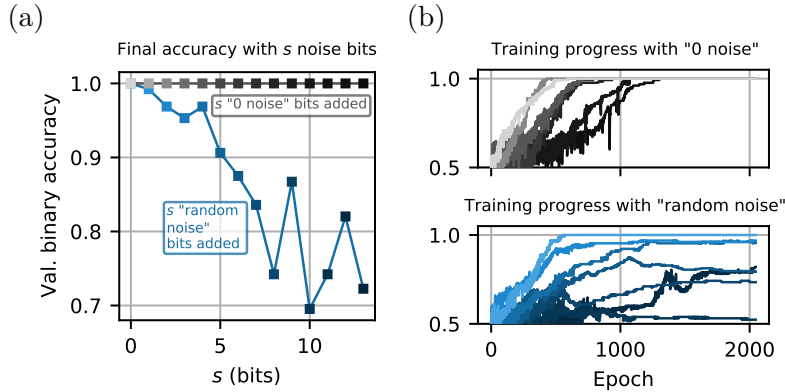 (a)
Final accuracy with s noise bits
Val. binary accuracy
1.0
0.9
0.8
0.7
s "0 noise" bits added
s "random
noise"
bits added
0
5
10
s (bits)
(b)
Training progress with "0 noise"
1.0
0.5
Training progress with "random noise"
1.0
0.5
0
1000
2000
Epoch